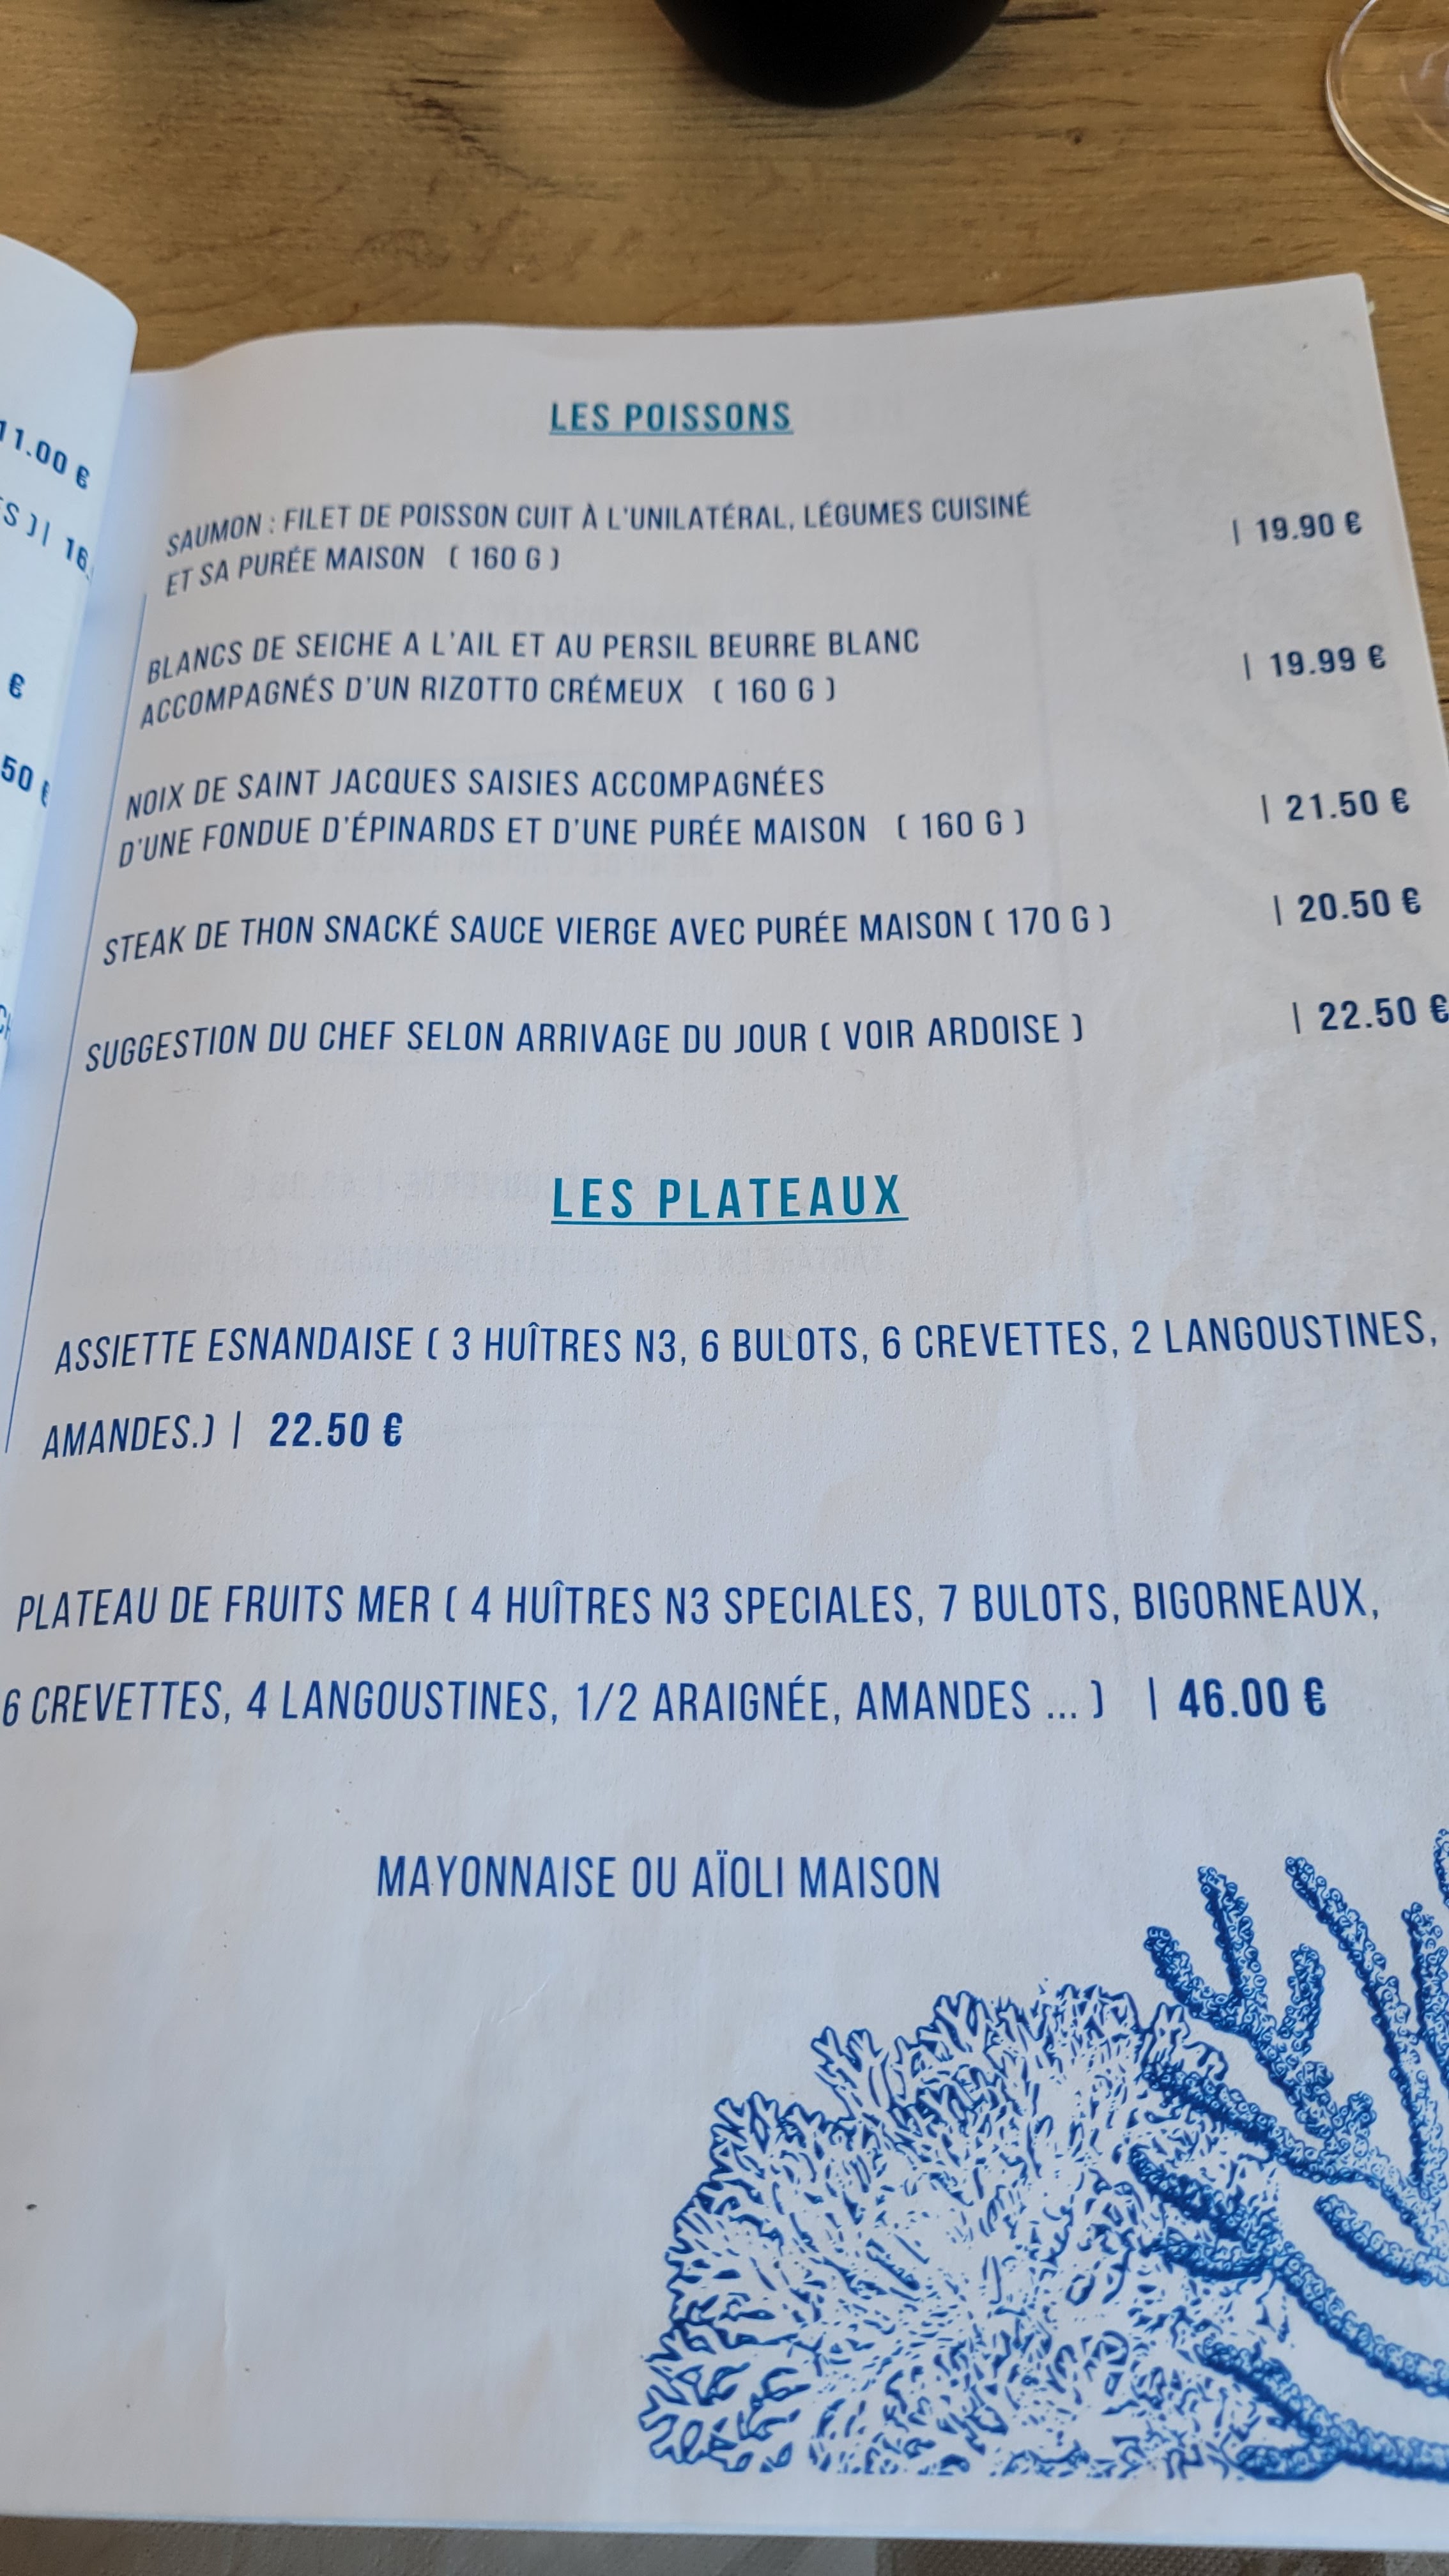 11.00 €
LES POISSONS
SAUMON : FILET DE POISSON CUIT À L'UNILATÉRAL, LÉGUMES CUISINÉ
ET SA PURÉE MAISON ( 160 G ) | 19.90 €
BLANCS DE SEICHE A L'AIL ET AU PERSIL BEURRE BLANC
ACCOMPAGNÉS D'UN RIZOTTO CRÉMEUX ( 160 G ) | 19.99 €
NOIX DE SAINT JACQUES SAISIES ACCOMPAGNÉES
D'UNE FONDUE D'ÉPINARDS ET D'UNE PURÉE MAISON ( 160 G ) | 21.50 €
STEAK DE THON SNACKÉ SAUCE VIERGE AVEC PURÉE MAISON ( 170 G ) | 20.50 €
SUGGESTION DU CHEF SELON ARRIVAGE DU JOUR ( VOIR ARDOISE ) | 22.50 €
LES PLATEAUX
ASSIETTE ESNANDAISE ( 3 HUÎTRES N3, 6 BULOTS, 6 CREVETTES, 2 LANGOUSTINES,
AMANDES.) | 22.50 €
PLATEAU DE FRUITS MER ( 4 HUÎTRES N3 SPECIALES, 7 BULOTS, BIGORNEAUX,
6 CREVETTES, 4 LANGOUSTINES, 1/2 ARAIGNÉE, AMANDES ... ) | 46.00 €
MAYONNAISE OU AÏOLI MAISON